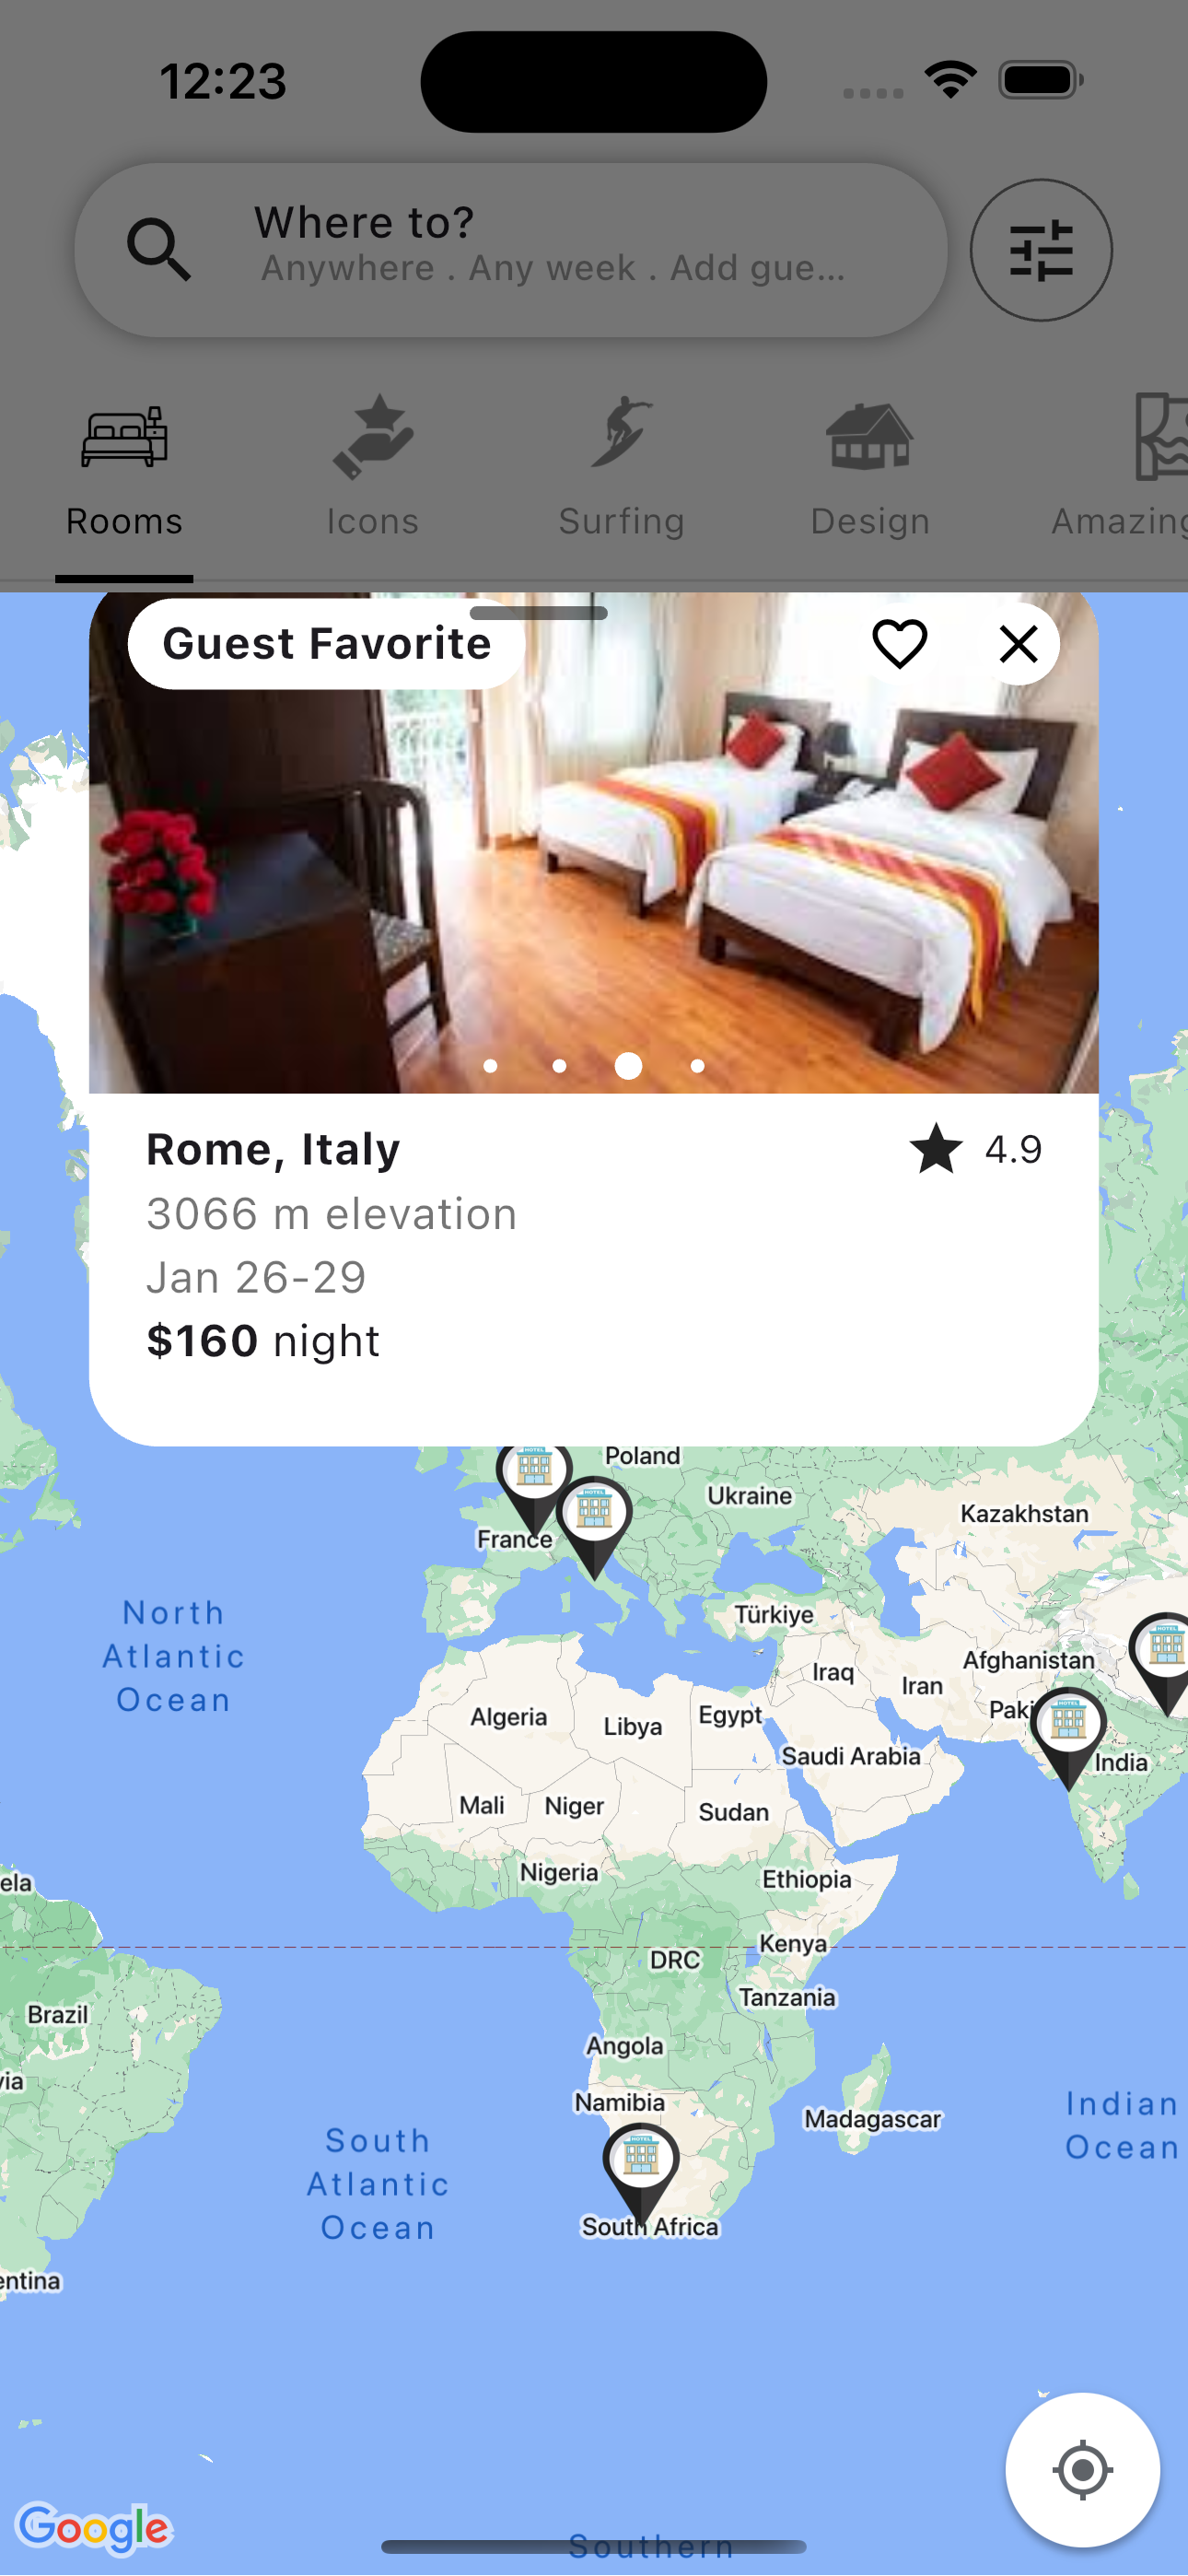 12:23
Where to?
Anywhere . Any week . Add gue...
Rooms
Icons
Surfing
Design
Amazing
Guest Favorite
Rome, Italy
4.9
3066 m elevation
Jan 26-29
$160 night
Poland
Ukraine
Kazakhstan
France
North
Atlantic
Ocean
Türkiye
Afghanistan
Iraq
Iran
Paki
Algeria
Libya
Egypt
Saudi Arabia
India
Mali
Niger
Sudan
Nigeria
Ethiopia
ela
Kenya
DRC
Tanzania
Brazil
Angola
via
Namibia
Madagascar
Indian
Ocean
South
Atlantic
Ocean
HOTEL
South Africa
entina
Google
Southern